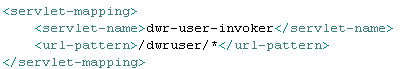 <servlet-mapping>
    <servlet-name>dwr-user-invoker</servlet-name>
    <url-pattern>/dwruser/*</url-pattern>
</servlet-mapping>